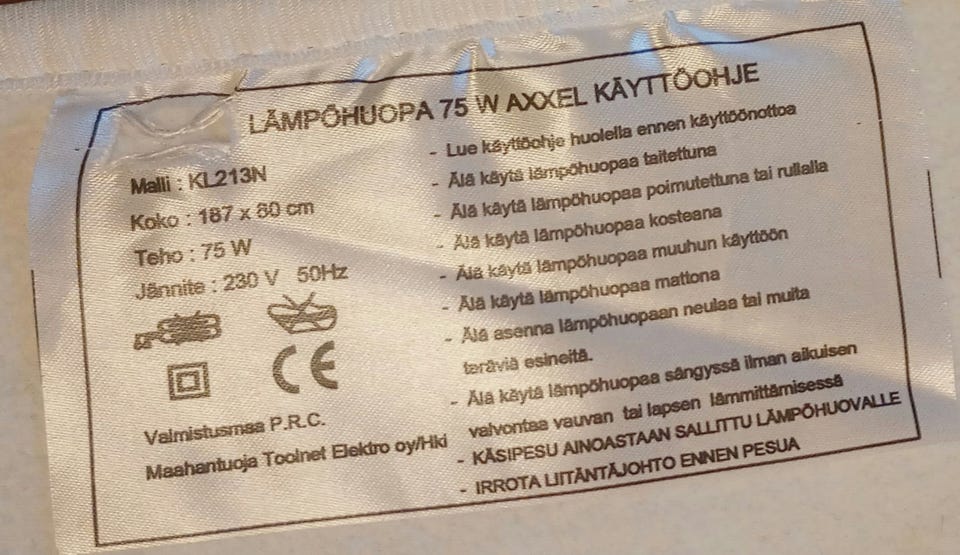 LÄMPÖHUOPA 75 W AXXEL KÄYTTÖOHJE
Malli : KL213N
Koko : 187 x 80 cm
Teho : 75 W
Jännite : 230 V 50Hz
CE
Valmistusmaa P.R.C.
Maahantuoja Toolnet Elektro oy/Hki
- Lue käyttöohje huolella ennen käyttöönottoa
- Älä käytä lämpöhuopaa taitettuna
- Älä käytä lämpöhuopaa poimutettuna tai rullalla
- Älä käytä lämpöhuopaa kosteana
- Älä käytä lämpöhuopaa muuhun käyttöön
- Älä käytä lämpöhuopaa mattona
- Älä asenna lämpöhuopaan neulaa tai muita
teräviä esineitä.
- Älä käytä lämpöhuopaa sängyssä ilman aikuisen
valvontaa vauvan tai lapsen lämmittämisessä
- KÄSIPESU AINOASTAAN SALLITTU LÄMPÖHUOVALLE
- IRROTA LIITÄNTÄJOHTO ENNEN PESUA